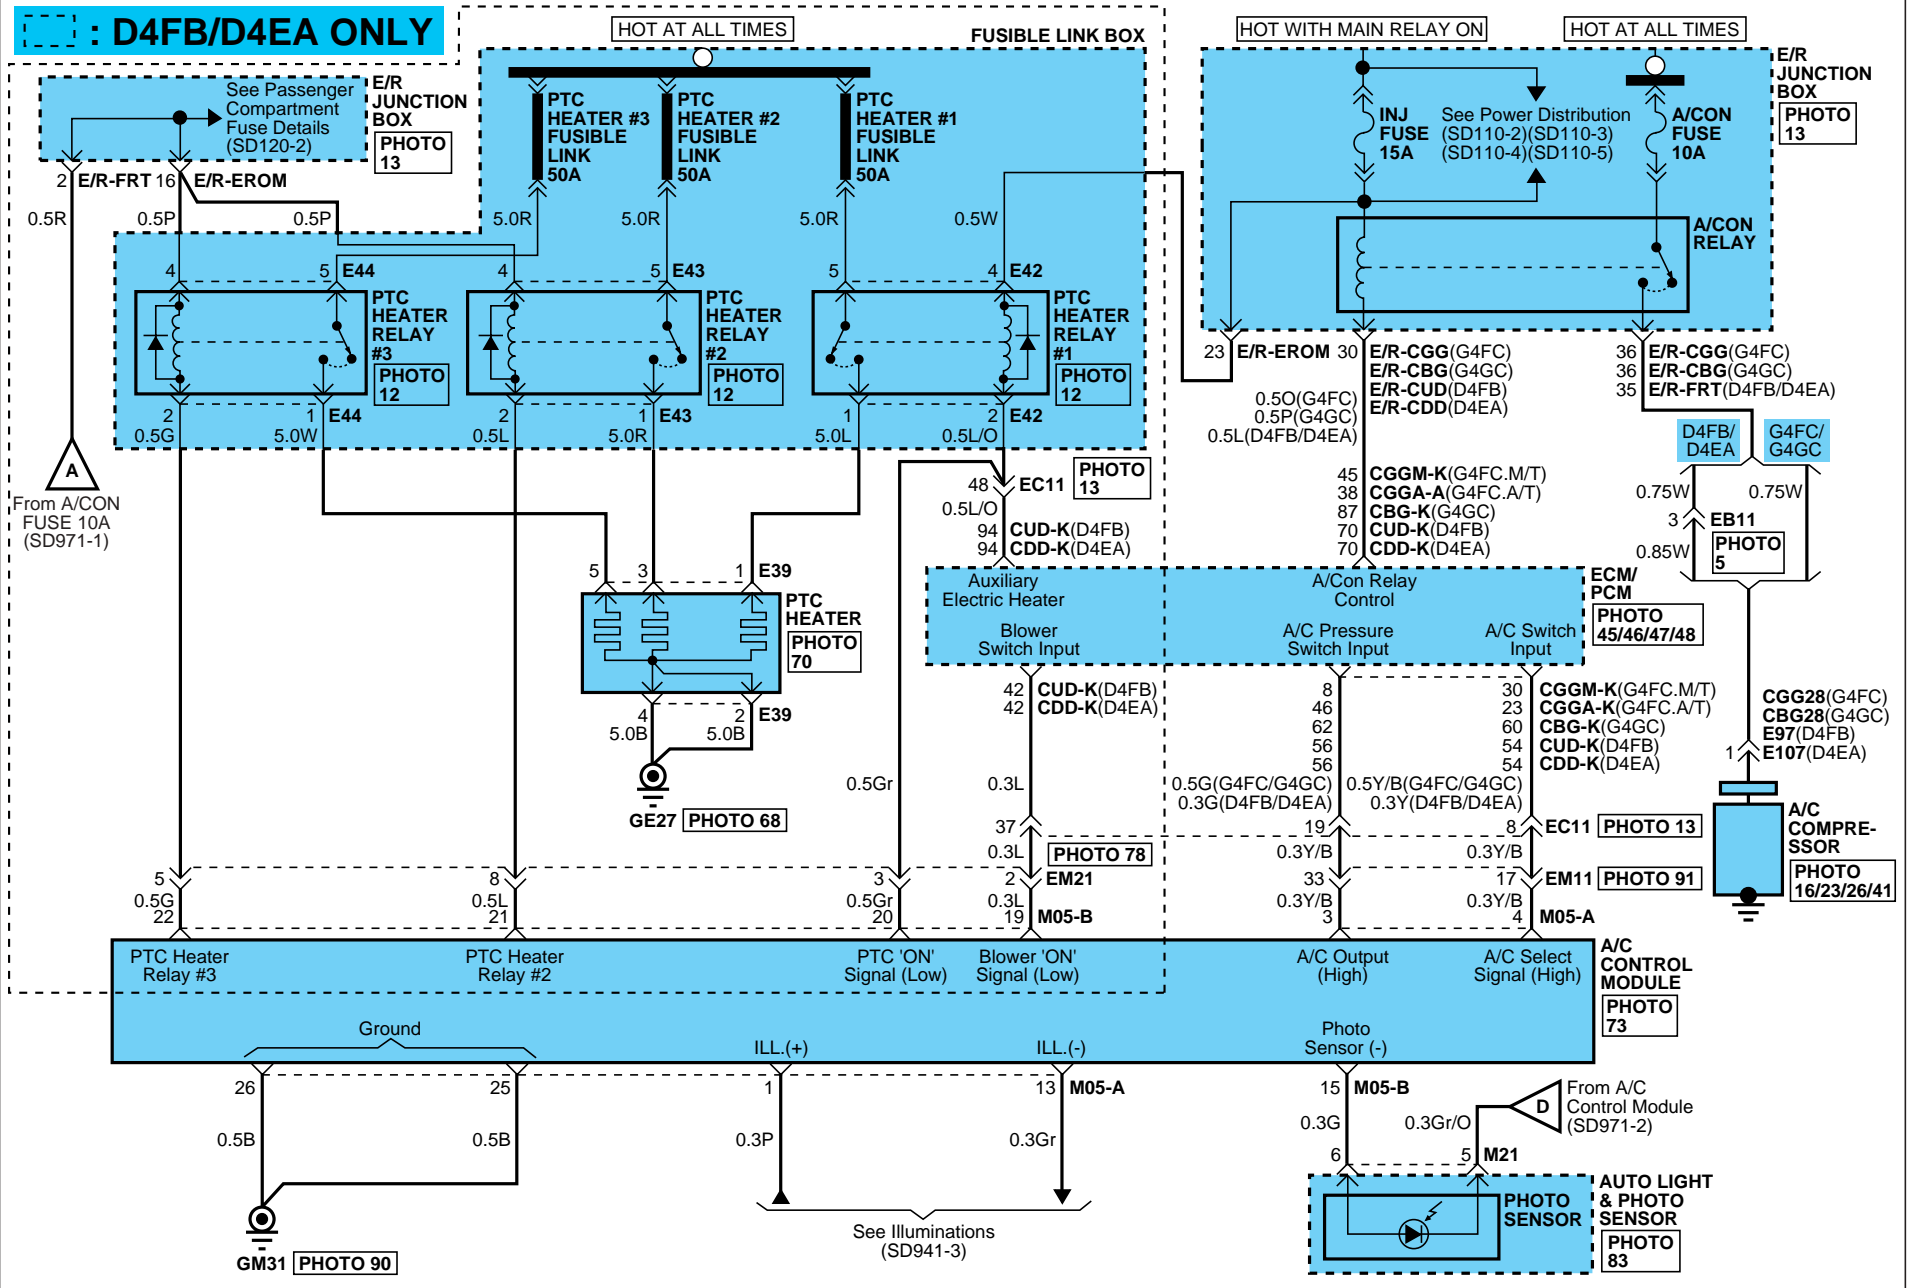 : D4FB/D4EA ONLY
HOT AT ALL TIMES
FUSIBLE LINK BOX
HOT WITH MAIN RELAY ON
HOT AT ALL TIMES
See Passenger
Compartment
Fuse Details
(SD120-2)
E/R
JUNCTION
BOX
PHOTO
13
PTC
HEATER #3
FUSIBLE
LINK
50A
PTC
HEATER #2
FUSIBLE
LINK
50A
PTC
HEATER #1
FUSIBLE
LINK
50A
INJ
FUSE
15A
See Power Distribution
(SD110-2)(SD110-3)
(SD110-4)(SD110-5)
A/CON
FUSE
10A
E/R
JUNCTION
BOX
PHOTO
13
2 E/R-FRT 16 E/R-EROM
0.5R 0.5P 0.5P 5.0R 5.0R 5.0R 0.5W
A/CON
RELAY
4 5 E44 4 5 E43 5 4 E42
PTC
HEATER
RELAY
#3
PHOTO
12
PTC
HEATER
RELAY
#2
PHOTO
12
PTC
HEATER
RELAY
#1
PHOTO
12
2 1 E44 2 1 E43 1 2 E42
0.5G 5.0W 0.5L 5.0R 5.0L 0.5L/O
23 E/R-EROM
30 E/R-CGG(G4FC)
E/R-CBG(G4GC)
E/R-CUD(D4FB)
E/R-CDD(D4EA)
0.5O(G4FC)
0.5P(G4GC)
0.5L(D4FB/D4EA)
36 E/R-CGG(G4FC)
36 E/R-CBG(G4GC)
35 E/R-FRT(D4FB/D4EA)
D4FB/
D4EA
G4FC/
G4GC
A
From A/CON
FUSE 10A
(SD971-1)
48 EC11
PHOTO
13
0.5L/O
94 CUD-K(D4FB)
94 CDD-K(D4EA)
45 CGGM-K(G4FC.M/T)
38 CGGA-A(G4FC.A/T)
87 CBG-K(G4GC)
70 CUD-K(D4FB)
70 CDD-K(D4EA)
0.75W 0.75W
3 EB11
PHOTO
5
0.85W
5 3 1 E39
PTC
HEATER
PHOTO
70
4 2 E39
5.0B 5.0B
GE27 PHOTO 68
Auxiliary
Electric Heater
A/Con Relay
Control
Blower
Switch Input
A/C Pressure
Switch Input
A/C Switch
Input
ECM/
PCM
PHOTO
45/46/47/48
42 CUD-K(D4FB)
42 CDD-K(D4EA)
8 30 CGGM-K(G4FC.M/T)
46 23 CGGA-K(G4FC.A/T)
62 60 CBG-K(G4GC)
56 54 CUD-K(D4FB)
56 54 CDD-K(D4EA)
CGG28(G4FC)
CBG28(G4GC)
E97(D4FB)
1 E107(D4EA)
0.5Gr 0.3L
0.5G(G4FC/G4GC) 0.5Y/B(G4FC/G4GC)
0.3G(D4FB/D4EA) 0.3Y(D4FB/D4EA)
A/C
COMPRE-
SSOR
PHOTO
16/23/26/41
37 19 8 EC11 PHOTO 13
0.3L PHOTO 78 0.3Y/B 0.3Y/B
5 8 3 2 EM21 33 17 EM11 PHOTO 91
0.5G 0.5L 0.5Gr 0.3L 0.3Y/B 0.3Y/B
22 21 20 19 M05-B 3 4 M05-A
PTC Heater
Relay #3
PTC Heater
Relay #2
PTC 'ON'
Signal (Low)
Blower 'ON'
Signal (Low)
A/C Output
(High)
A/C Select
Signal (High)
A/C
CONTROL
MODULE
PHOTO
73
Ground
ILL.(+)
ILL.(-)
Photo
Sensor (-)
26 25 1 13 M05-A 15 M05-B
0.5B 0.5B 0.3P 0.3Gr 0.3G 0.3Gr/O
D
From A/C
Control Module
(SD971-2)
6 5 M21
PHOTO
SENSOR
AUTO LIGHT
& PHOTO
SENSOR
PHOTO
83
See Illuminations
(SD941-3)
GM31 PHOTO 90